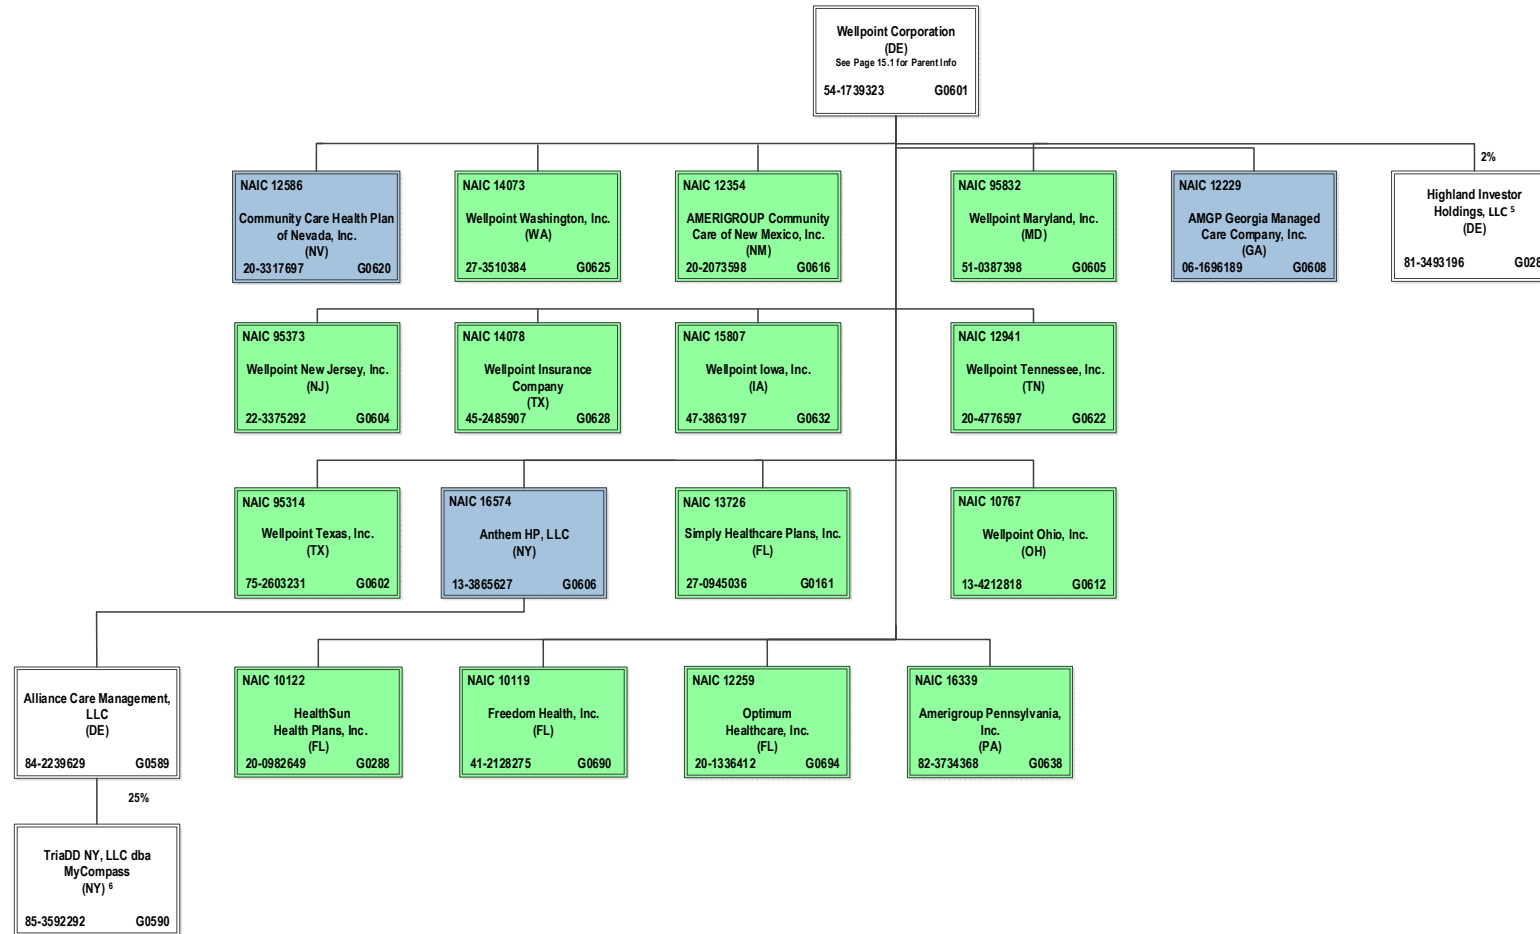 Wellpoint Corporation
(DE)
See Page 15.1 for Parent Info
54-1739323 G0601
2%
NAIC 12586
Community Care Health Plan
of Nevada, Inc.
(NV)
20-3317697 G0620
NAIC 14073
Wellpoint Washington, Inc.
(WA)
27-3510384 G0625
NAIC 12354
AMERIGROUP Community
Care of New Mexico, Inc.
(NM)
20-2073598 G0616
NAIC 95832
Wellpoint Maryland, Inc.
(MD)
51-0387398 G0605
NAIC 12229
AMGP Georgia Managed
Care Company, Inc.
(GA)
06-1696189 G0608
Highland Investor
Holdings, LLC 5
(DE)
81-3493196 G028
NAIC 95373
Wellpoint New Jersey, Inc.
(NJ)
22-3375292 G0604
NAIC 14078
Wellpoint Insurance
Company
(TX)
45-2485907 G0628
NAIC 15807
Wellpoint Iowa, Inc.
(IA)
47-3863197 G0632
NAIC 12941
Wellpoint Tennessee, Inc.
(TN)
20-4776597 G0622
NAIC 95314
Wellpoint Texas, Inc.
(TX)
75-2603231 G0602
NAIC 16574
Anthem HP, LLC
(NY)
13-3865627 G0606
NAIC 13726
Simply Healthcare Plans, Inc.
(FL)
27-0945036 G0161
NAIC 10767
Wellpoint Ohio, Inc.
(OH)
13-4212818 G0612
Alliance Care Management,
LLC
(DE)
84-2239629 G0589
NAIC 10122
HealthSun
Health Plans, Inc.
(FL)
20-0982649 G0288
NAIC 10119
Freedom Health, Inc.
(FL)
41-2128275 G0690
NAIC 12259
Optimum
Healthcare, Inc.
(FL)
20-1336412 G0694
NAIC 16339
Amerigroup Pennsylvania,
Inc.
(PA)
82-3734368 G0638
25%
TriaDD NY, LLC dba
MyCompass
(NY) 6
85-3592292 G0590